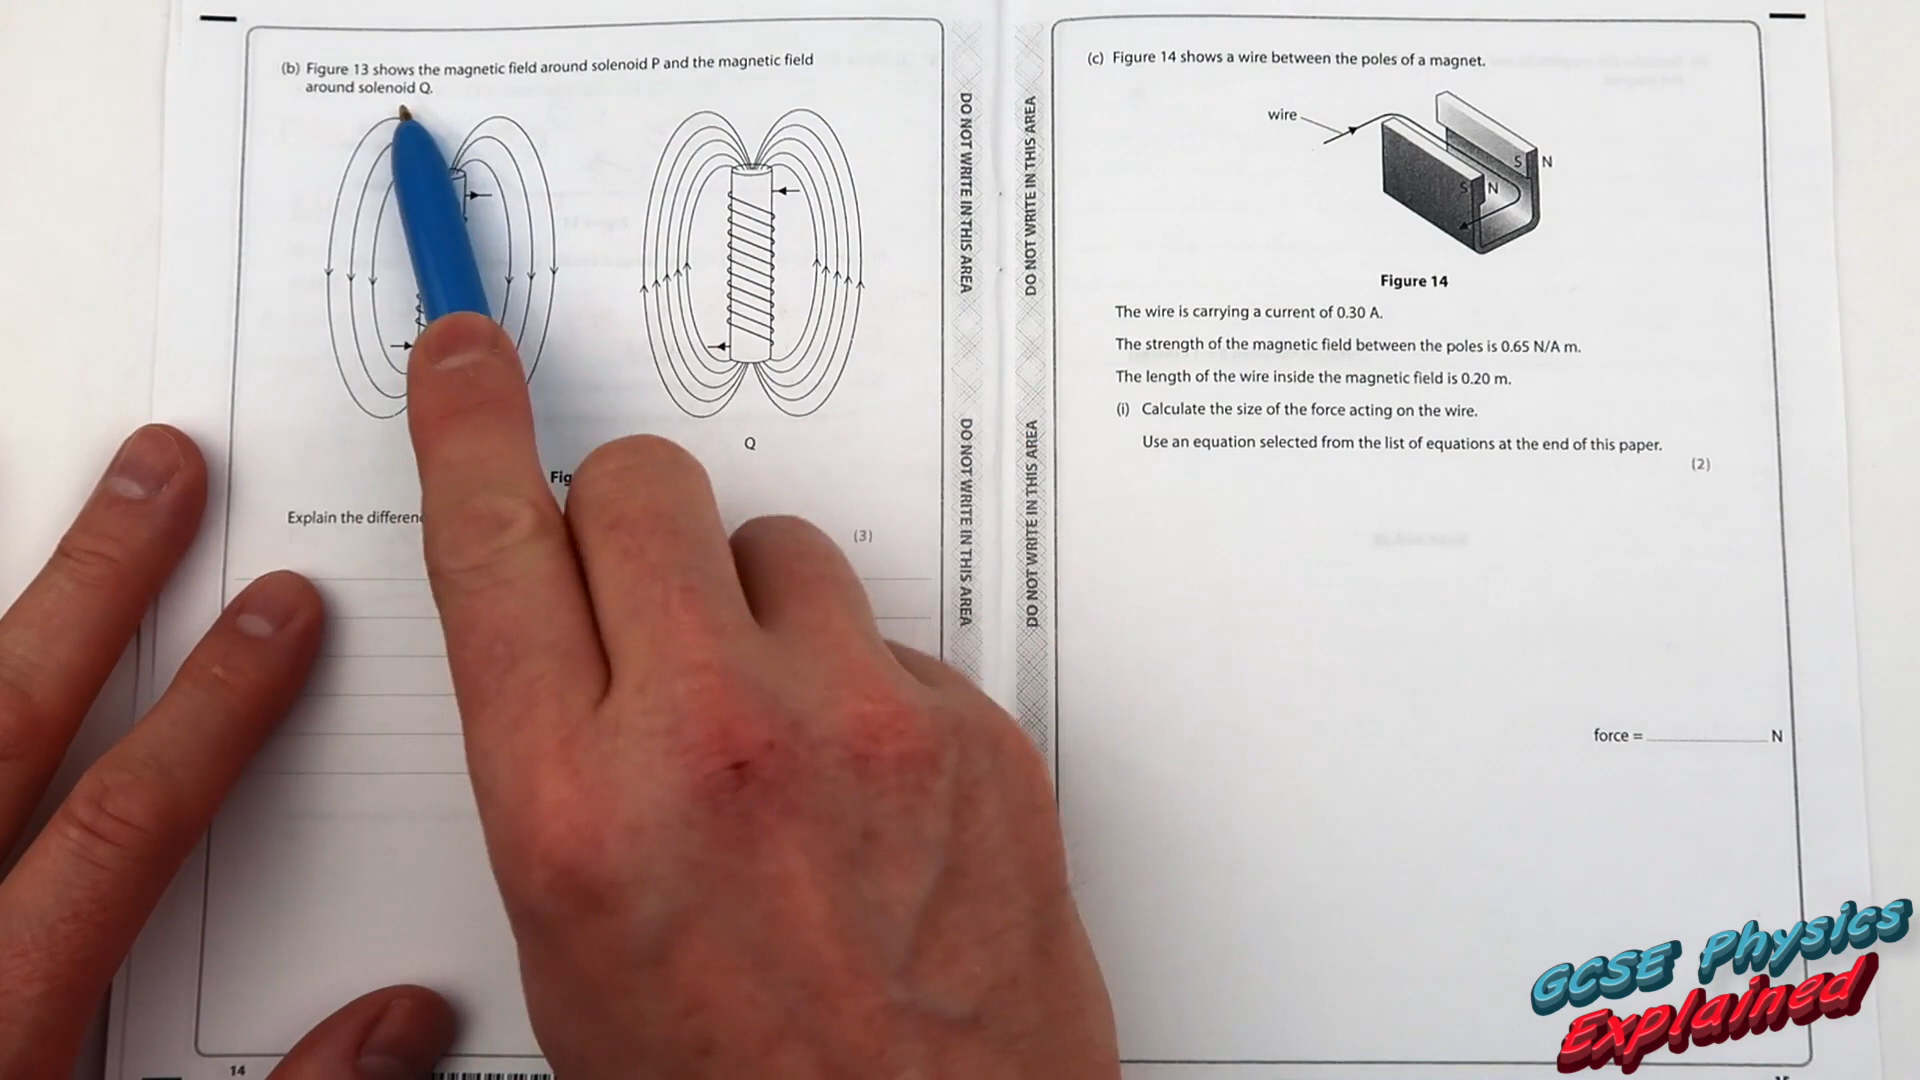 (b) Figure 13 shows the magnetic field around solenoid P and the magnetic field
around solenoid Q.
Q
Fig
Explain the differen
(3)
14
DO NOT WRITE IN THIS AREA
DO NOT WRITE IN THIS AREA
DO NOT WRITE IN THIS AREA
DO NOT WRITE IN THIS AREA
(c) Figure 14 shows a wire between the poles of a magnet.
wire
S N
S N
Figure 14
The wire is carrying a current of 0.30 A.
The strength of the magnetic field between the poles is 0.65 N/A m.
The length of the wire inside the magnetic field is 0.20 m.
(i) Calculate the size of the force acting on the wire.
Use an equation selected from the list of equations at the end of this paper.
(2)
force = N
GCSE Physics
Explained